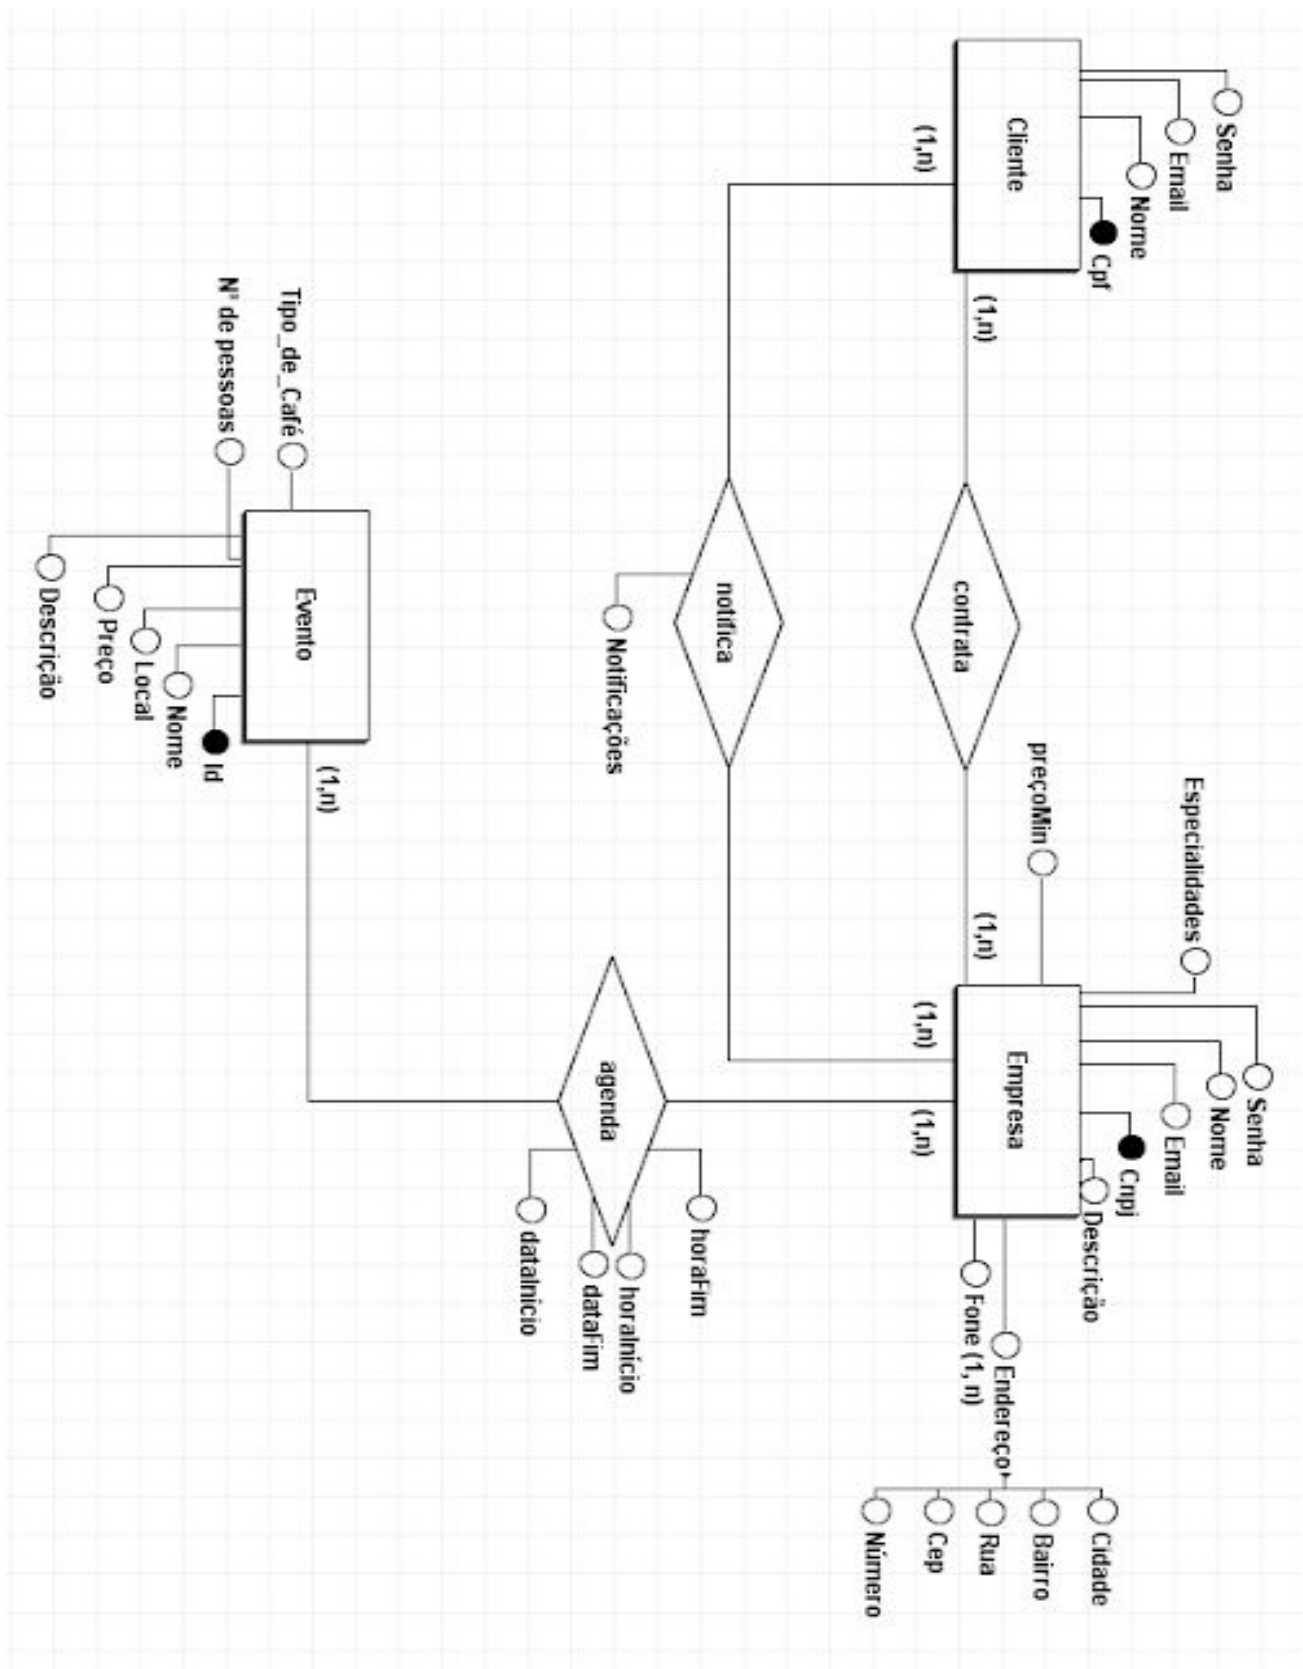 Senha
Email
Nome
Cpf
Cliente
(1,n)
(1,n)
contrata
notifica
Notificações
preçoMin
Especialidades
(1,n)
(1,n)
(1,n)
Empresa
Senha
Nome
Email
Cnpj
Descrição
Fone (1, n)
Endereço
Cidade
Bairro
Rua
Cep
Número
agenda
horaFim
horaInício
dataFim
dataInicio
(1,n)
Evento
Tipo_de_Café
Nº de pessoas
Id
Nome
Local
Preço
Descrição